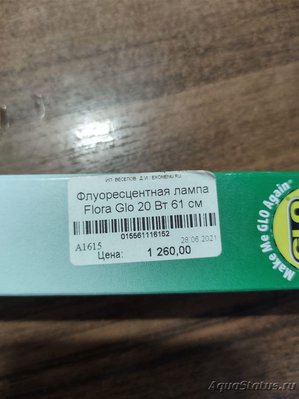 ИП ВЕСЕЛОВ Д.И. EKOMENU.RU
Флуоресцентная лампа
Flora Glo 20 Вт 61 см
015561116152
28.06.2021
A1615
Цена: 1 260,00
Make Me GLO Again
GLO
AquaStatus.ru